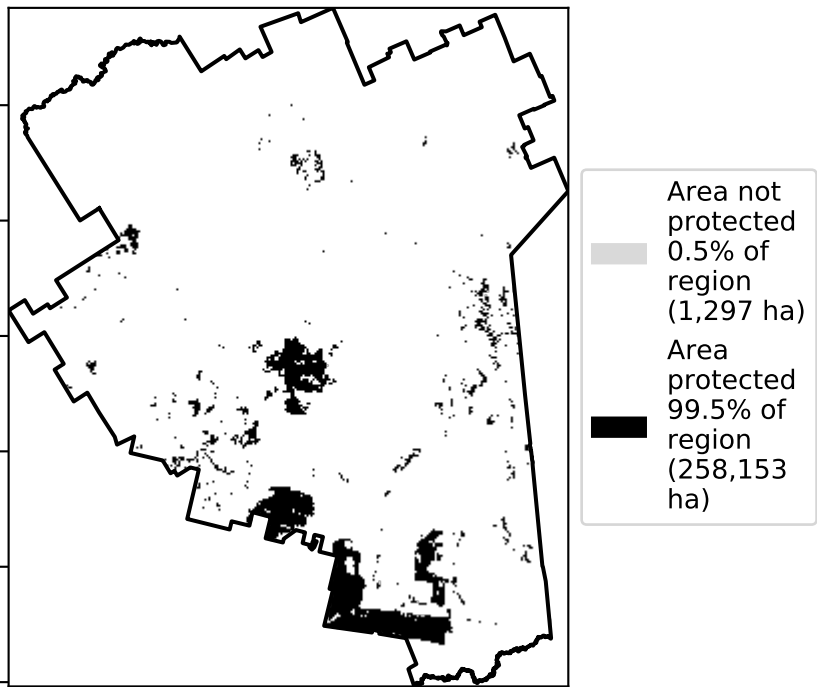 Area not
protected
0.5% of
region
(1,297 ha)
Area
protected
99.5% of
region
(258,153
ha)